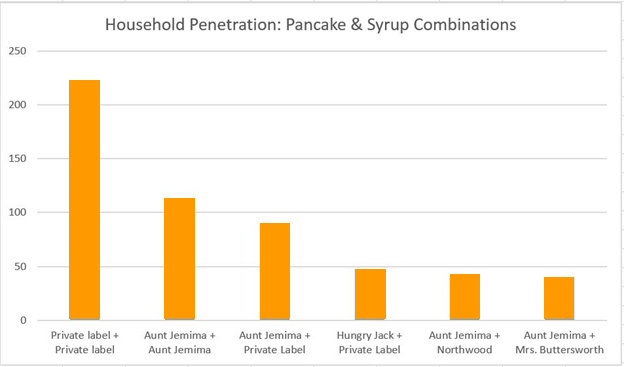 Household Penetration: Pancake & Syrup Combinations
250
200
150
100
50
0
Private label + Private label
Aunt Jemima + Aunt Jemima
Aunt Jemima + Private Label
Hungry Jack + Private Label
Aunt Jemima + Northwood
Aunt Jemima + Mrs. Buttersworth